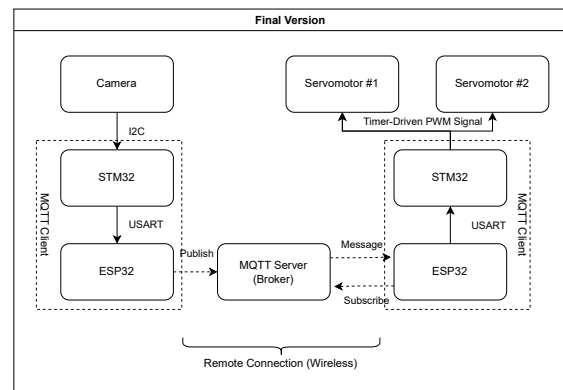 Final Version
Camera
Servomotor #1
Servomotor #2
Timer-Driven PWM Signal
I2C
MQTT Client
STM32
STM32
MQTT Client
USART
USART
ESP32
Publish
MQTT Server
(Broker)
Message
Subscribe
ESP32
Remote Connection (Wireless)